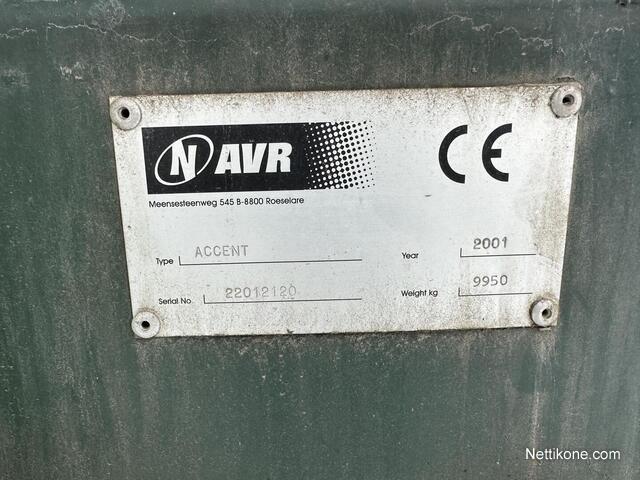 N AVR
CE
Meensesteenweg 545 B-8800 Roeselare
Type ACCENT Year 2001
Serial No. 22012120 Weight kg 9950
Nettikone.com